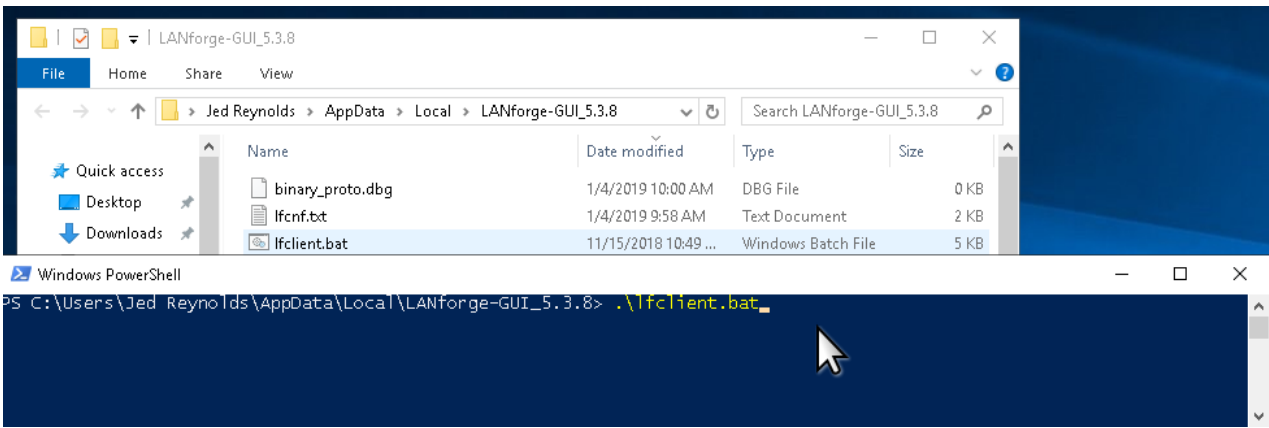 LANforge-GUI_5.3.8
File Home Share View
Jed Reynolds > AppData > Local > LANforge-GUI_5.3.8 Search LANforge-GUI_5.3.8
Name Date modified Type Size
Quick access
binary_proto.dbg 1/4/2019 10:00 AM DBG File 0 KB
Desktop
lfcnf.txt 1/4/2019 9:58 AM Text Document 2 KB
Downloads
lfclient.bat 11/15/2018 10:49 ... Windows Batch File 5 KB
Windows PowerShell
PS C:\Users\Jed Reynolds\AppData\Local\LANforge-GUI_5.3.8> .\lfclient.bat